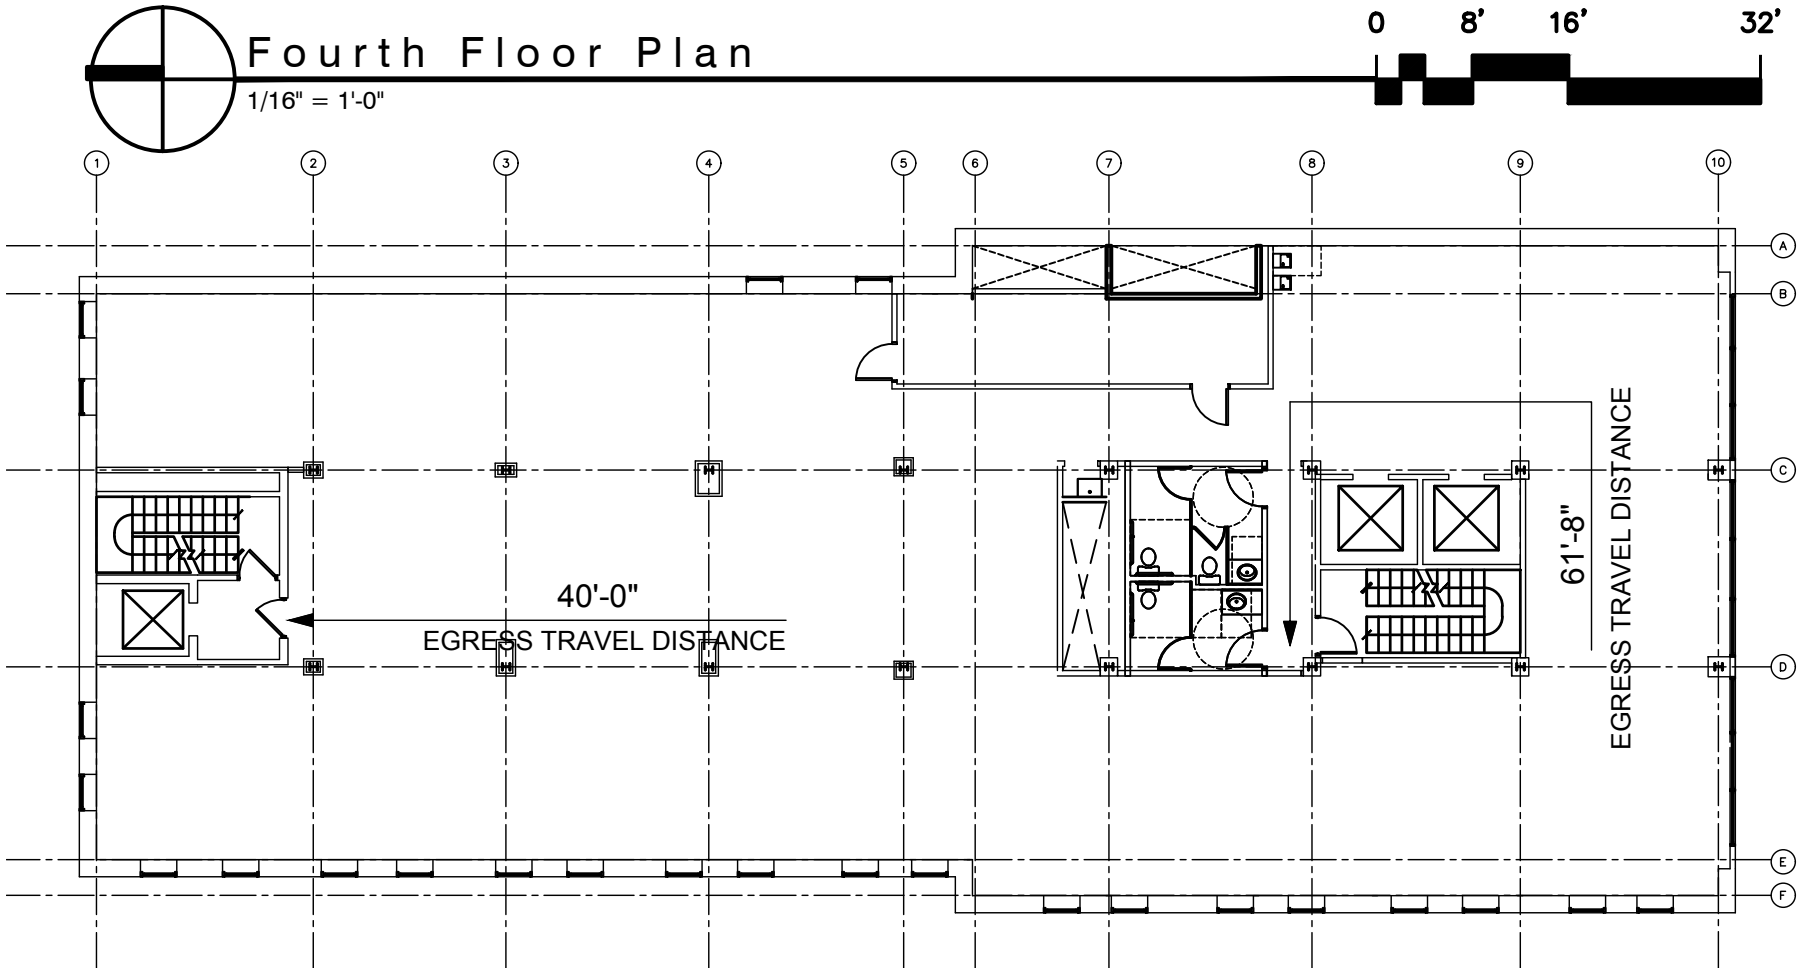 Fourth Floor Plan
1/16" = 1'-0"
0 8' 16' 32'
1 2 3 4 5 6 7 8 9 10
A
B
C
D
E
F
40'-0"
EGRESS TRAVEL DISTANCE
61'-8"
EGRESS TRAVEL DISTANCE